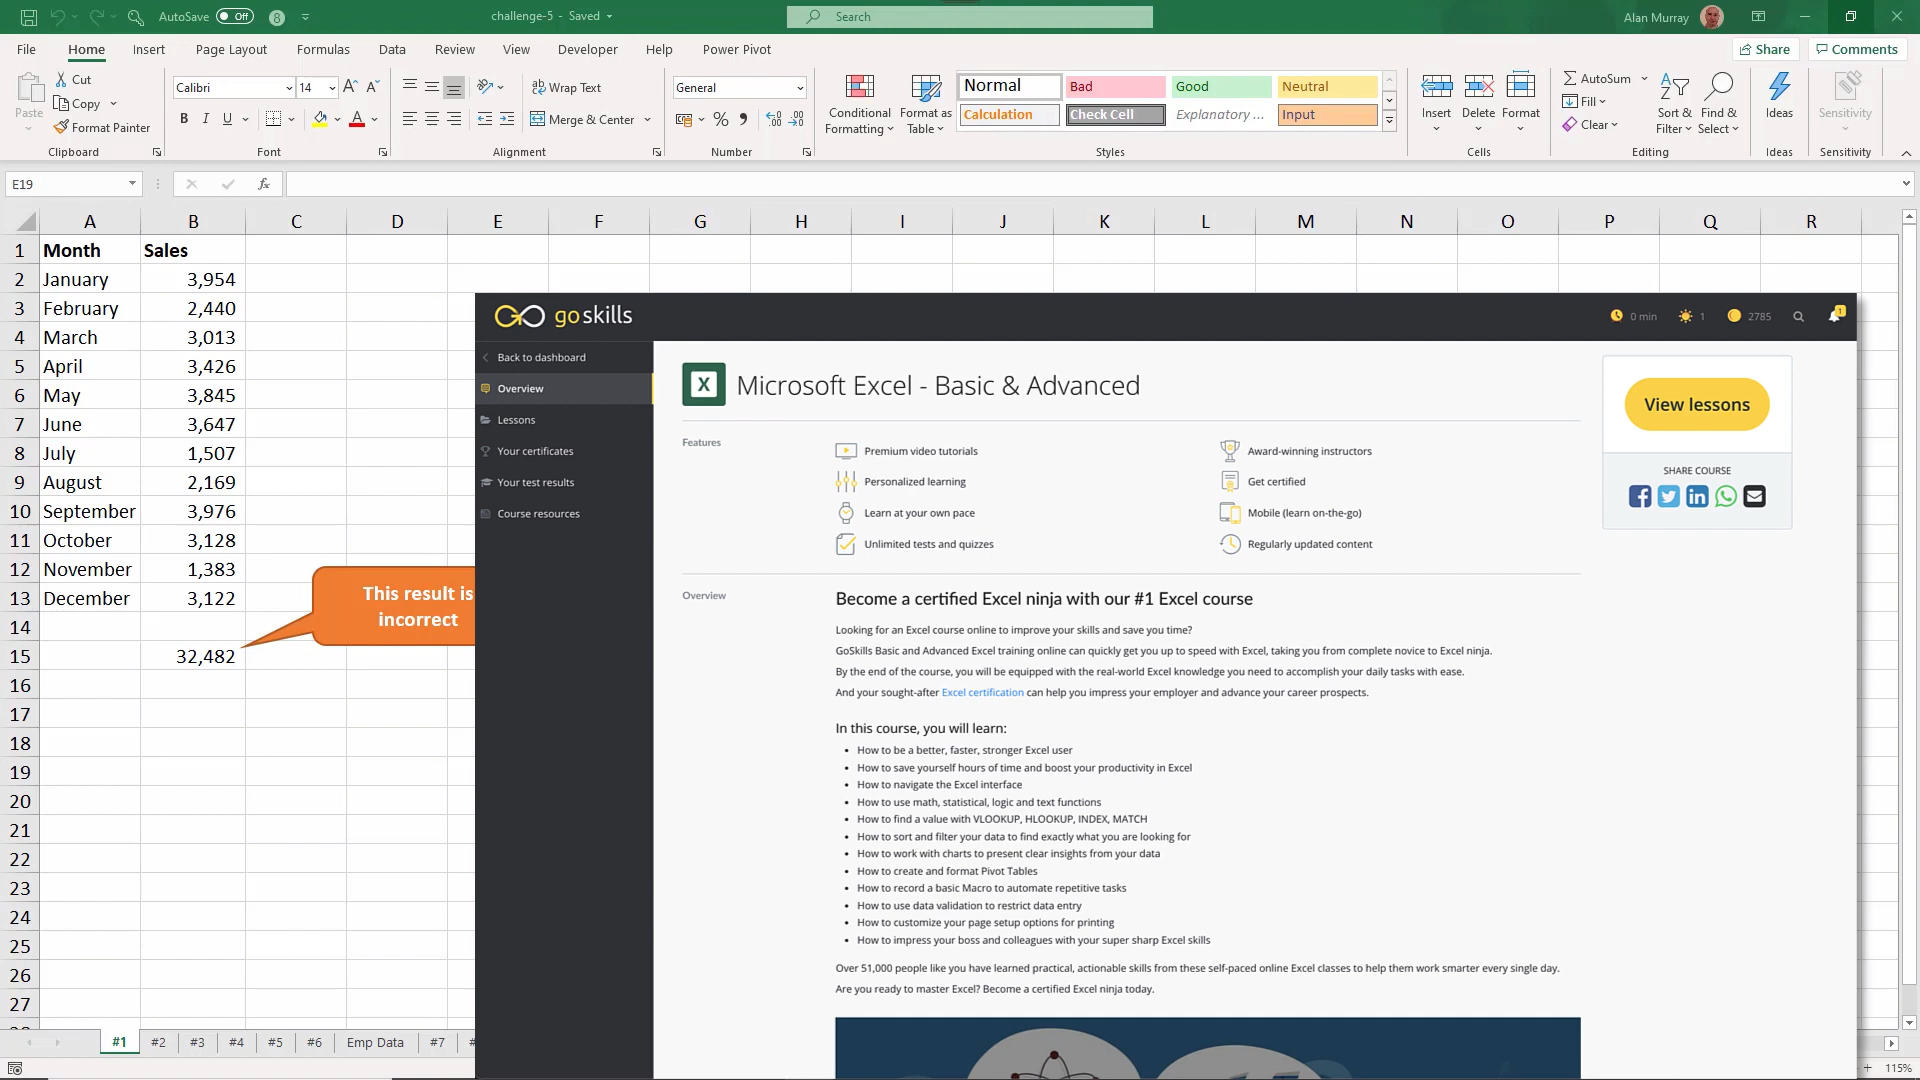 AutoSave Off
8
challenge-5 - Saved
Search
Alan Murray
File Home Insert Page Layout Formulas Data Review View Developer Help Power Pivot
Share Comments
Paste
Cut
Copy
Format Painter
Clipboard
Calibri 14
B I U
Font
Wrap Text
Merge & Center
Alignment
General
Number
Conditional Formatting
Format as Table
Normal Bad Good Neutral
Calculation Check Cell Explanatory ... Input
Styles
Insert Delete Format
Cells
AutoSum
Fill
Clear
Sort & Filter
Find & Select
Editing
Ideas
Ideas
Sensitivity
Sensitivity
E19 fx
A B C D E F G H I J K L M N O P Q R
1 Month Sales
2 January 3,954
3 February 2,440
4 March 3,013
5 April 3,426
6 May 3,845
7 June 3,647
8 July 1,507
9 August 2,169
10 September 3,976
11 October 3,128
12 November 1,383
13 December 3,122
14
15 32,482
16
17
18
19
20
21
22
23
24
25
26
27
This result is
incorrect
#1 #2 #3 #4 #5 #6 Emp Data #7
115%
go skills
0 min 1 2785 1
Back to dashboard
Overview
Lessons
Your certificates
Your test results
Course resources
X Microsoft Excel - Basic & Advanced
View lessons
SHARE COURSE
Features
Premium video tutorials
Personalized learning
Learn at your own pace
Unlimited tests and quizzes
Award-winning instructors
Get certified
Mobile (learn on-the-go)
Regularly updated content
Overview
Become a certified Excel ninja with our #1 Excel course
Looking for an Excel course online to improve your skills and save you time?
GoSkills Basic and Advanced Excel training online can quickly get you up to speed with Excel, taking you from complete novice to Excel ninja.
By the end of the course, you will be equipped with the real-world Excel knowledge you need to accomplish your daily tasks with ease.
And your sought-after Excel certification can help you impress your employer and advance your career prospects.
In this course, you will learn:
• How to be a better, faster, stronger Excel user
• How to save yourself hours of time and boost your productivity in Excel
• How to navigate the Excel interface
• How to use math, statistical, logic and text functions
• How to find a value with VLOOKUP, HLOOKUP, INDEX, MATCH
• How to sort and filter your data to find exactly what you are looking for
• How to work with charts to present clear insights from your data
• How to create and format Pivot Tables
• How to record a basic Macro to automate repetitive tasks
• How to use data validation to restrict data entry
• How to customize your page setup options for printing
• How to impress your boss and colleagues with your super sharp Excel skills
Over 51,000 people like you have learned practical, actionable skills from these self-paced online Excel classes to help them work smarter every single day.
Are you ready to master Excel? Become a certified Excel ninja today.